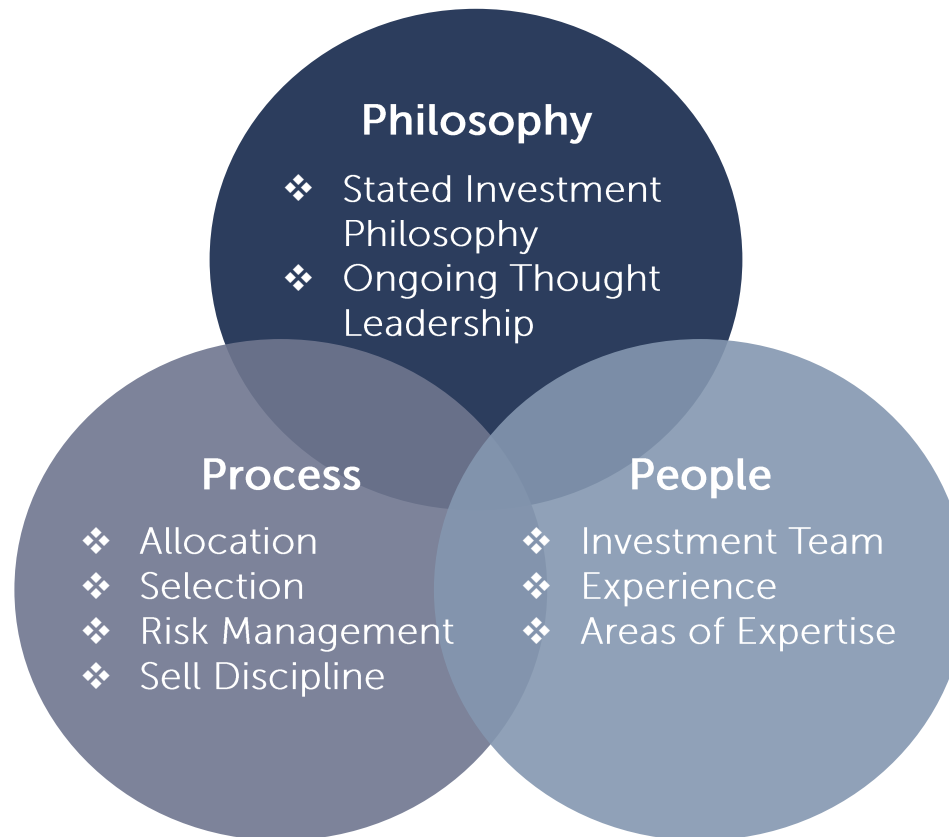 Philosophy
❖ Stated Investment
Philosophy
❖ Ongoing Thought
Leadership
Process
❖ Allocation
❖ Selection
❖ Risk Management
❖ Sell Discipline
People
❖ Investment Team
❖ Experience
❖ Areas of Expertise